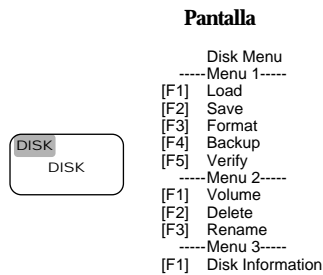 Pantalla
Disk Menu
-----Menu 1-----
[F1] Load
[F2] Save
[F3] Format
[F4] Backup
[F5] Verify
-----Menu 2-----
[F1] Volume
[F2] Delete
[F3] Rename
-----Menu 3-----
[F1] Disk Information
DISK
DISK